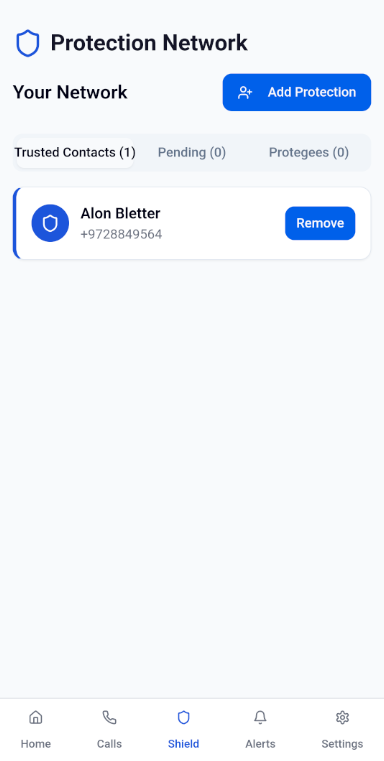 Protection Network
Your Network
Add Protection
Trusted Contacts (1)
Pending (0)
Protegees (0)
Alon Bletter
+9728849564
Remove
Home
Calls
Shield
Alerts
Settings